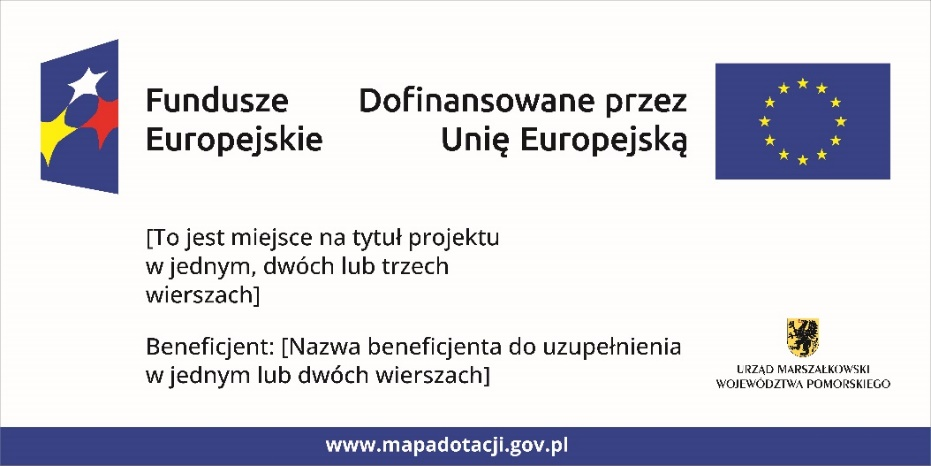 Fundusze
Europejskie
Dofinansowane przez
Unię Europejską
[To jest miejsce na tytuł projektu
w jednym, dwóch lub trzech
wierszach]
Beneficjent: [Nazwa beneficjenta do uzupełnienia
w jednym lub dwóch wierszach]
URZĄD MARSZAŁKOWSKI
WOJEWÓDZTWA POMORSKIEGO
www.mapadotacji.gov.pl